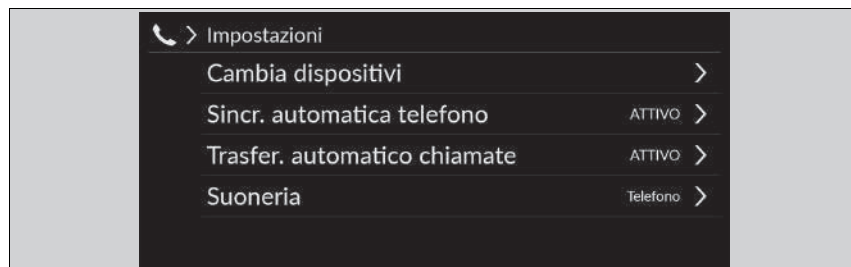 Impostazioni
Cambia dispositivi
Sincr. automatica telefono ATTIVO
Trasfer. automatico chiamate ATTIVO
Suoneria Telefono